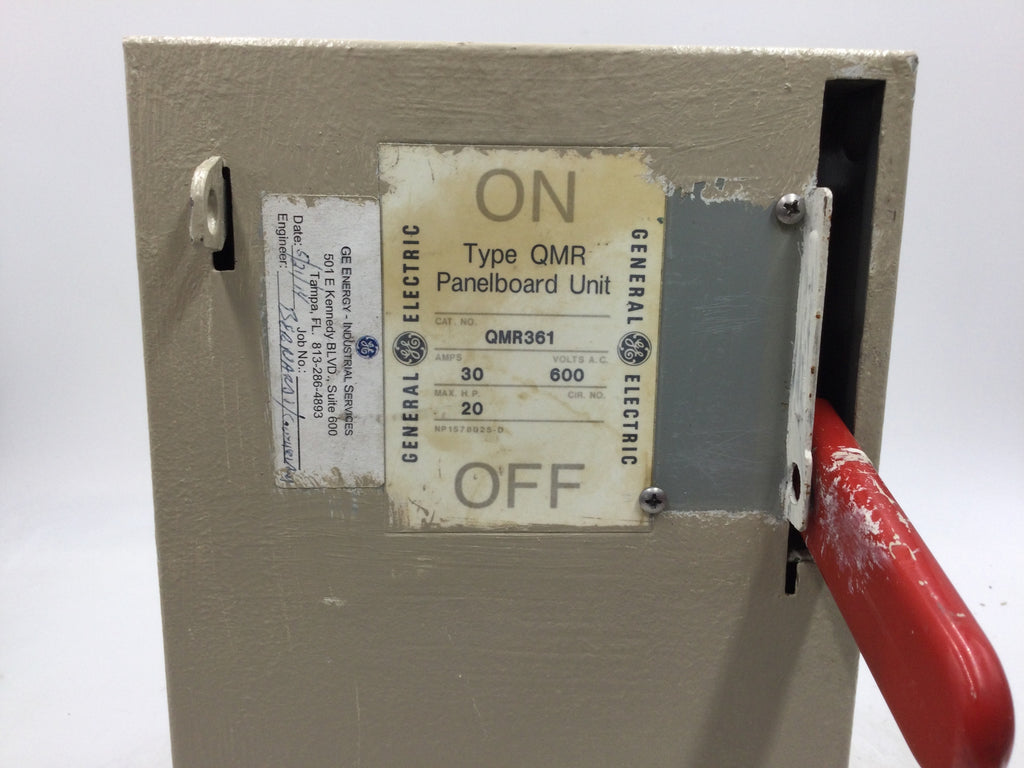 ON
Type QMR
Panelboard Unit
GENERAL ELECTRIC
GENERAL ELECTRIC
CAT. NO.
QMR361
AMPS VOLTS A.C.
30 600
MAX. H.P. CIR. NO.
20
OFF
GE ENERGY - INDUSTRIAL SERVICES
501 E Kennedy BLVD., Suite 600
Tampa, FL. 813-286-4893
Date: Job No.:
Engineer: